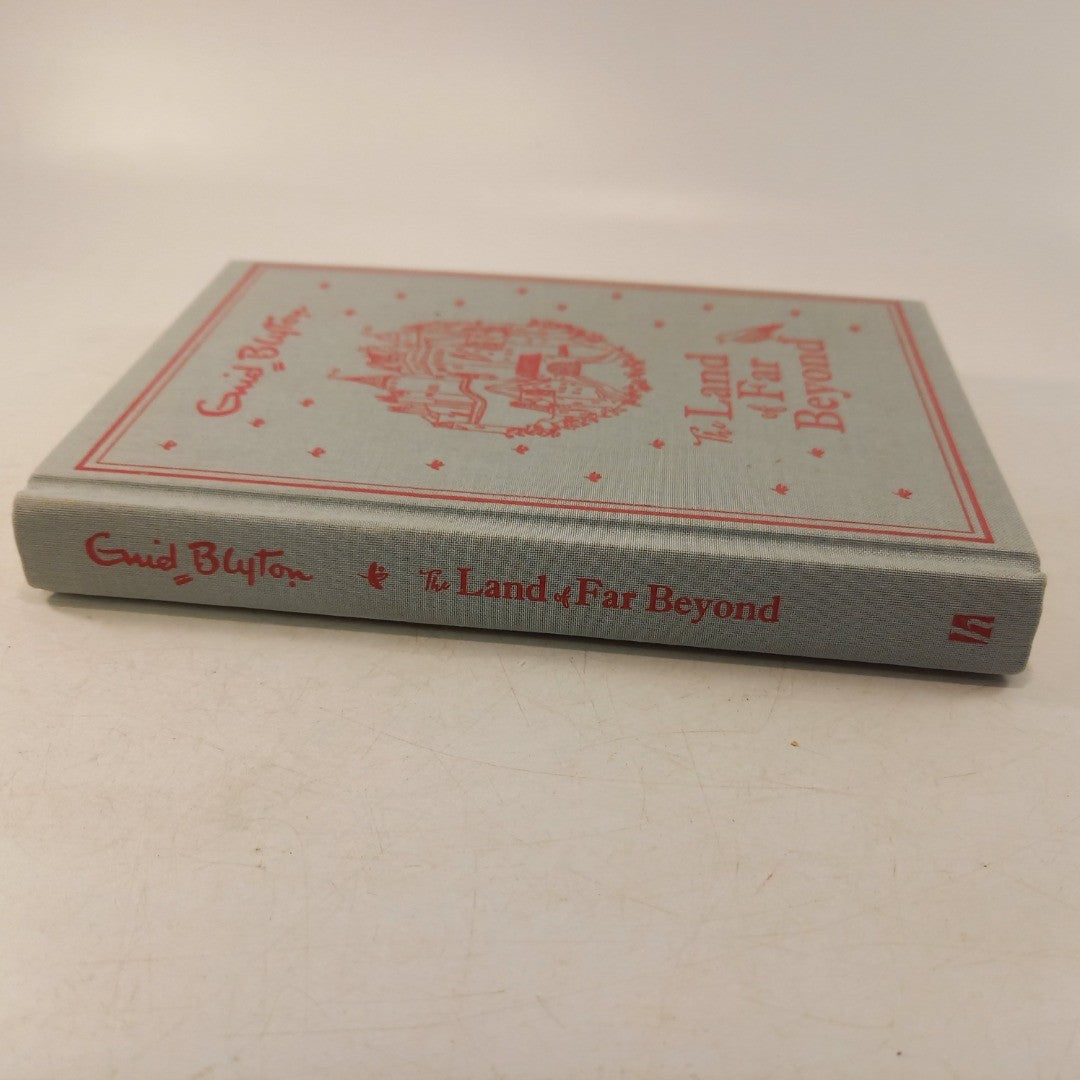 Enid Blyton
The Land
of Far
Beyond
Enid Blyton The Land of Far Beyond h